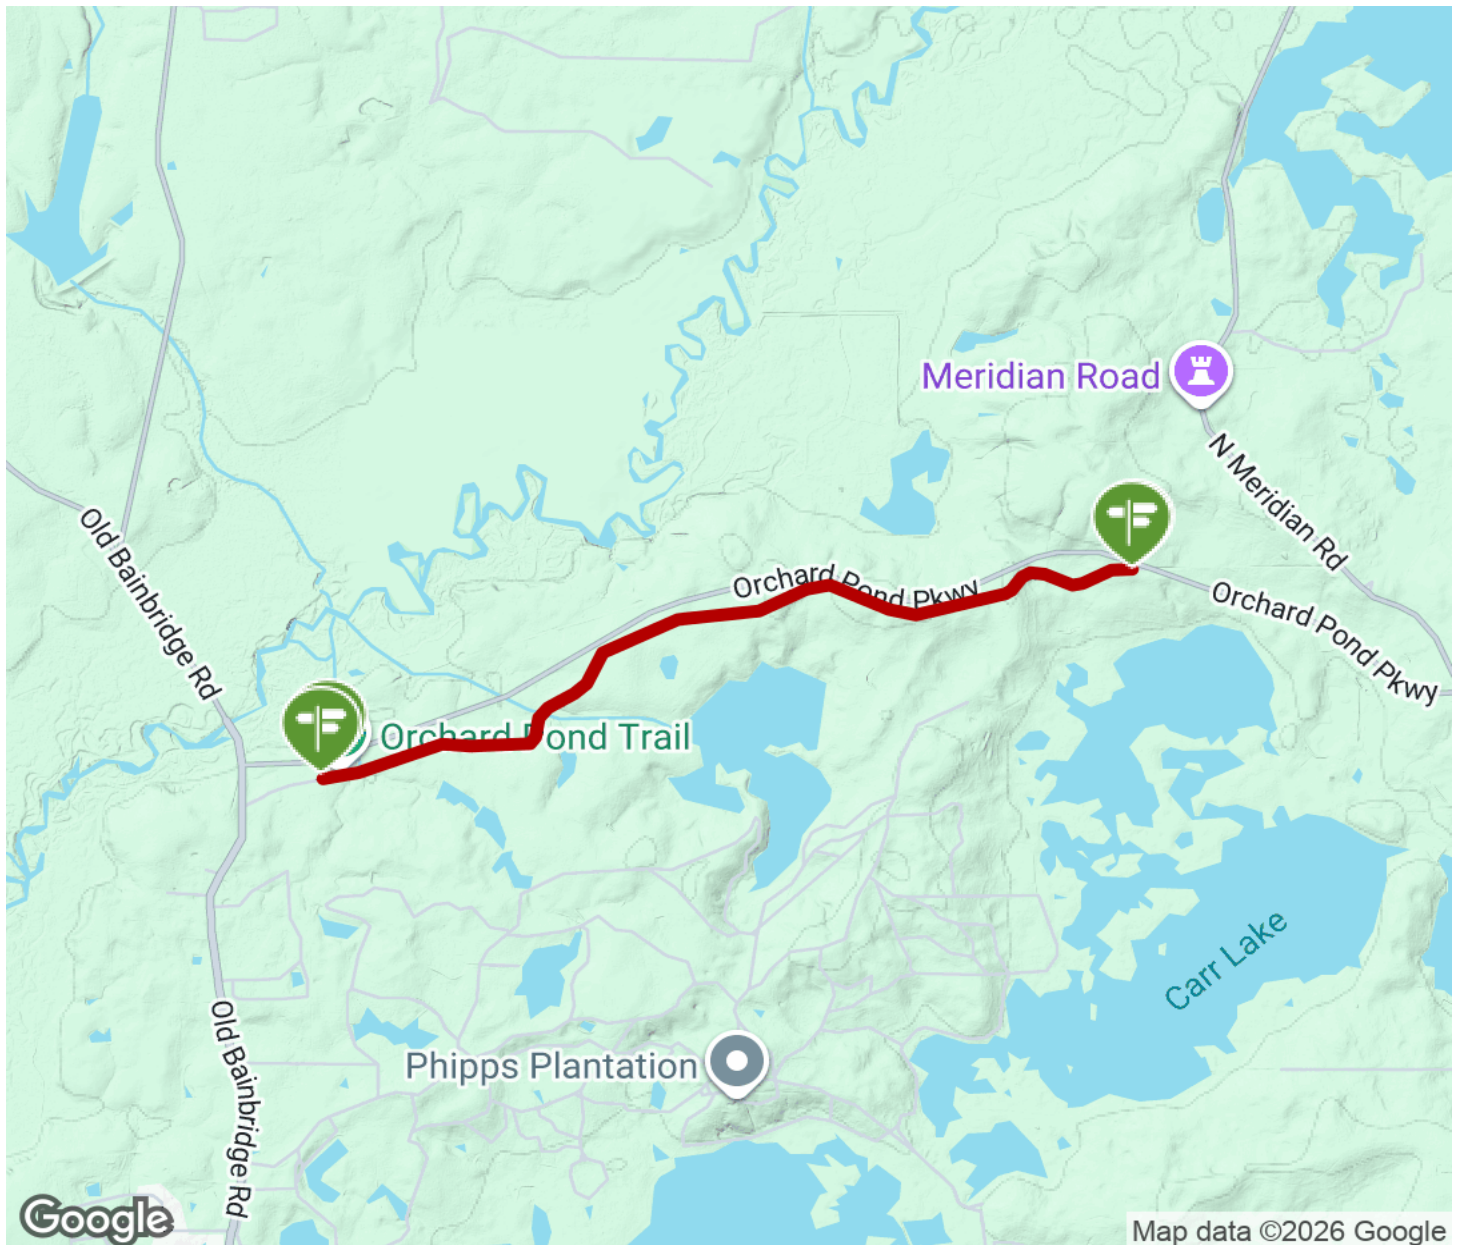 Meridian Road
N Meridian Rd
Old Bainbridge Rd
Orchard Pond Pkwy
Orchard Pond Pkwy
Orchard Pond Trail
Carr Lake
Old Bainbridge Rd
Phipps Plantation
Google
Map data ©2026 Google